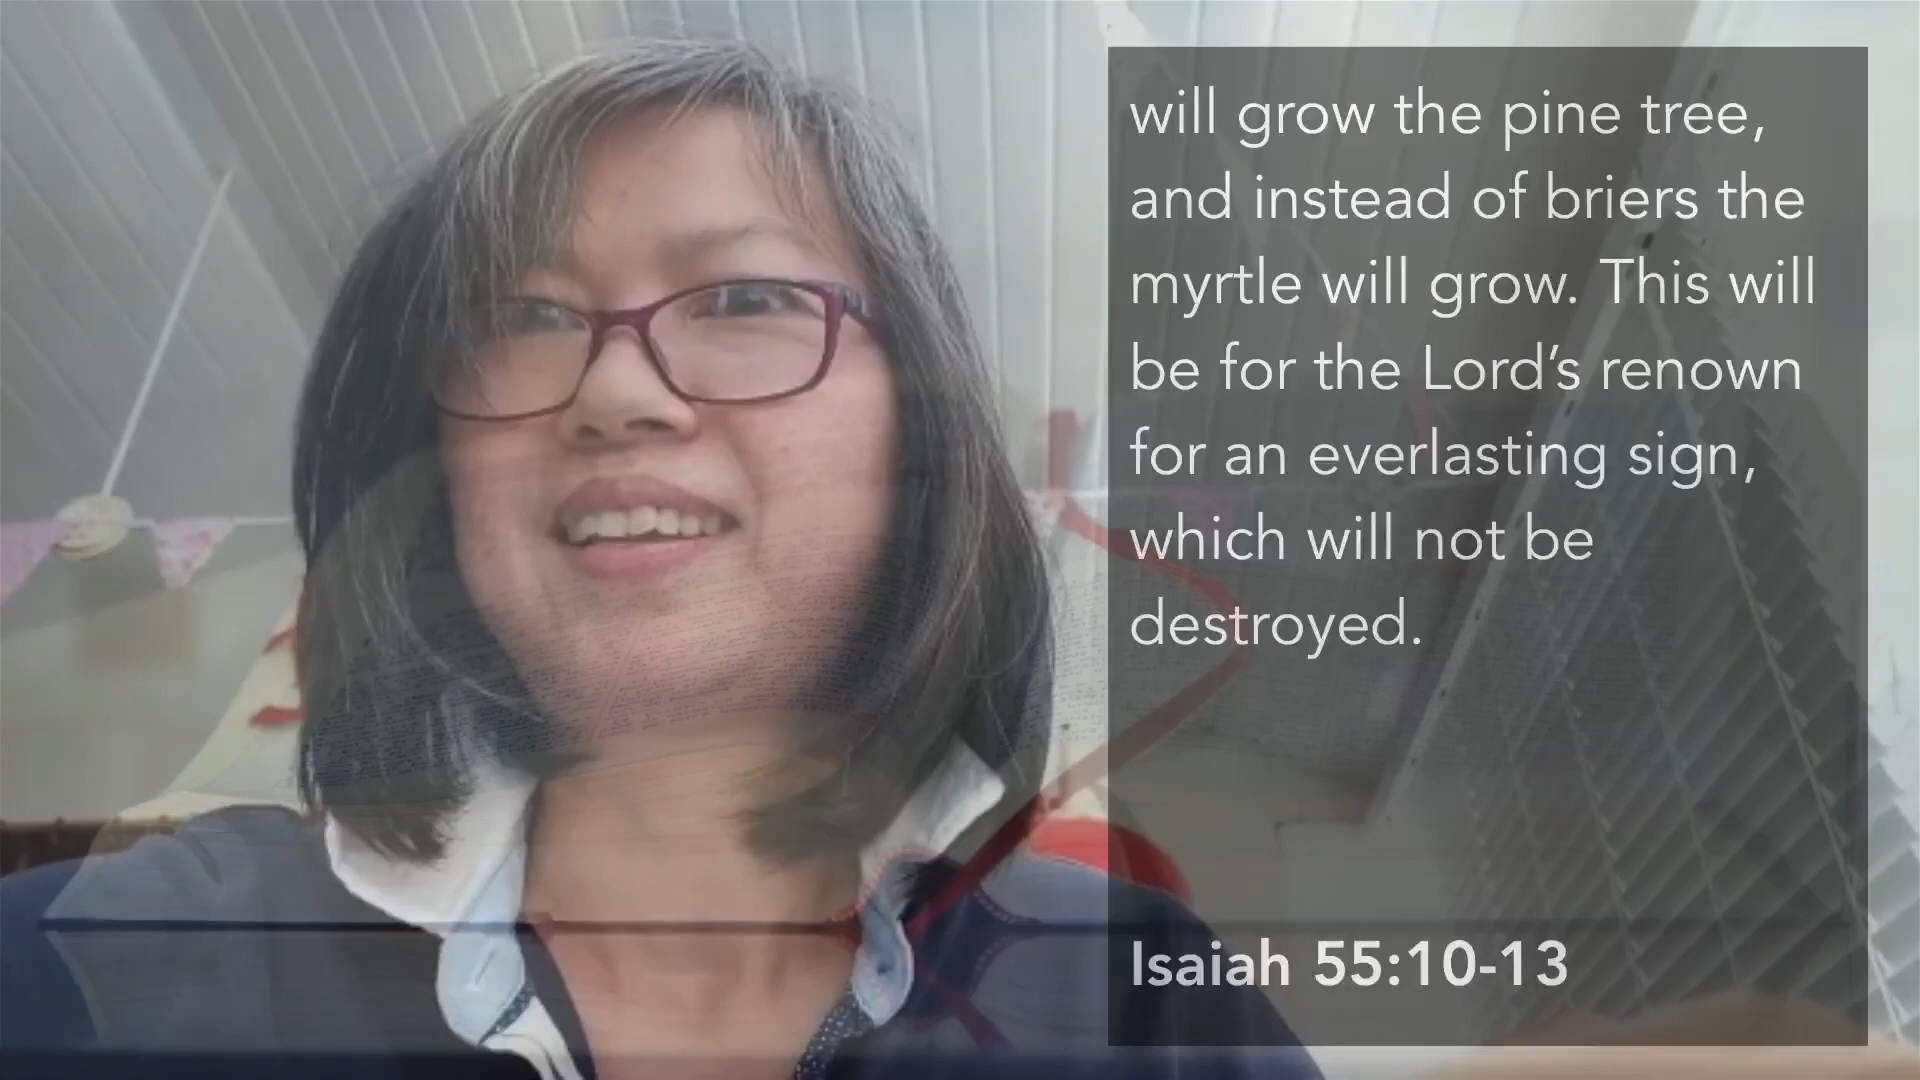 will grow the pine tree,
and instead of briers the
myrtle will grow. This will
be for the Lord’s renown
for an everlasting sign,
which will not be
destroyed.
Isaiah 55:10-13